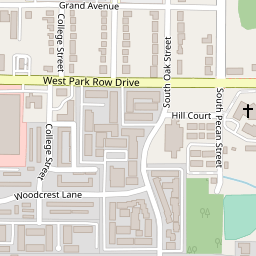 Grand Avenue
College Street
South Oak Street
West Park Row Drive
Hill Court
South Pecan Street
College Street
Woodcrest Lane